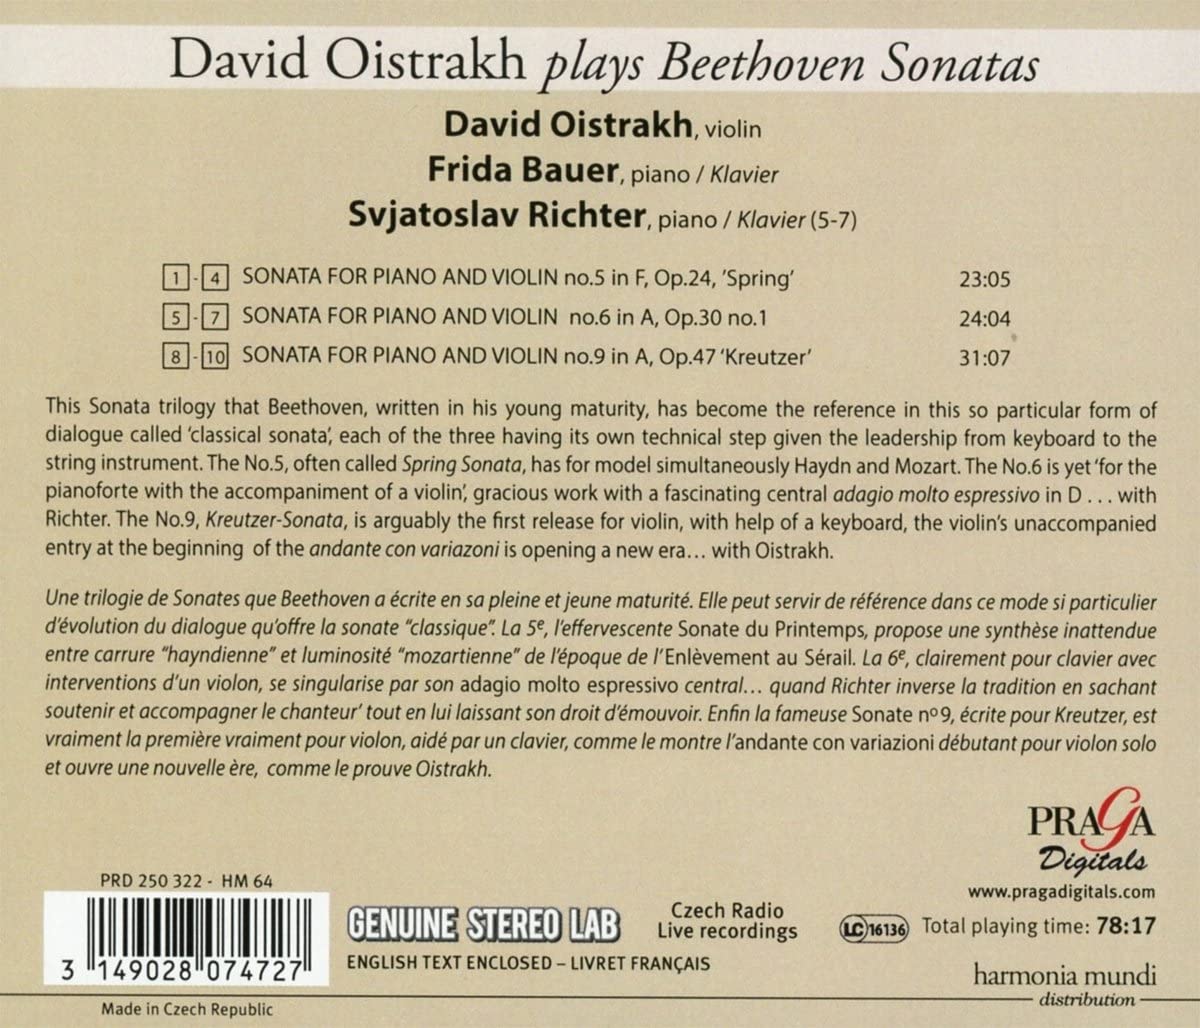 David Oistrakh plays Beethoven Sonatas
David Oistrakh, violin
Frida Bauer, piano / Klavier
Svjatoslav Richter, piano / Klavier (5-7)
1 - 4 SONATA FOR PIANO AND VIOLIN no.5 in F, Op.24, 'Spring' 23:05
5 - 7 SONATA FOR PIANO AND VIOLIN no.6 in A, Op.30 no.1 24:04
8 - 10 SONATA FOR PIANO AND VIOLIN no.9 in A, Op.47 'Kreutzer' 31:07
This Sonata trilogy that Beethoven, written in his young maturity, has become the reference in this so particular form of
dialogue called 'classical sonata', each of the three having its own technical step given the leadership from keyboard to the
string instrument. The No.5, often called Spring Sonata, has for model simultaneously Haydn and Mozart. The No.6 is yet 'for the
pianoforte with the accompaniment of a violin', gracious work with a fascinating central adagio molto espressivo in D . . . with
Richter. The No.9, Kreutzer-Sonata, is arguably the first release for violin, with help of a keyboard, the violin's unaccompanied
entry at the beginning of the andante con variazoni is opening a new era... with Oistrakh.
Une trilogie de Sonates que Beethoven a écrite en sa pleine et jeune maturité. Elle peut servir de référence dans ce mode si particulier
d'évolution du dialogue qu'offre la sonate "classique". La 5e, l'effervescente Sonate du Printemps, propose une synthèse inattendue
entre carrure "hayndienne" et luminosité "mozartienne" de l'époque de l'Enlèvement au Sérail. La 6e, clairement pour clavier avec
interventions d'un violon, se singularise par son adagio molto espressivo central... quand Richter inverse la tradition en sachant
soutenir et accompagner le chanteur' tout en lui laissant son droit d'émouvoir. Enfin la fameuse Sonate nº9, écrite pour Kreutzer, est
vraiment la première vraiment pour violon, aidé par un clavier, comme le montre l'andante con variazioni débutant pour violon solo
et ouvre une nouvelle ère, comme le prouve Oistrakh.
PRAGA
Digitals
www.pragadigitals.com
PRD 250 322 - HM 64
3 149028 074727
GENUINE STEREO LAB
ENGLISH TEXT ENCLOSED – LIVRET FRANÇAIS
Czech Radio
Live recordings
LC 16136
Total playing time: 78:17
harmonia mundi
distribution
Made in Czech Republic